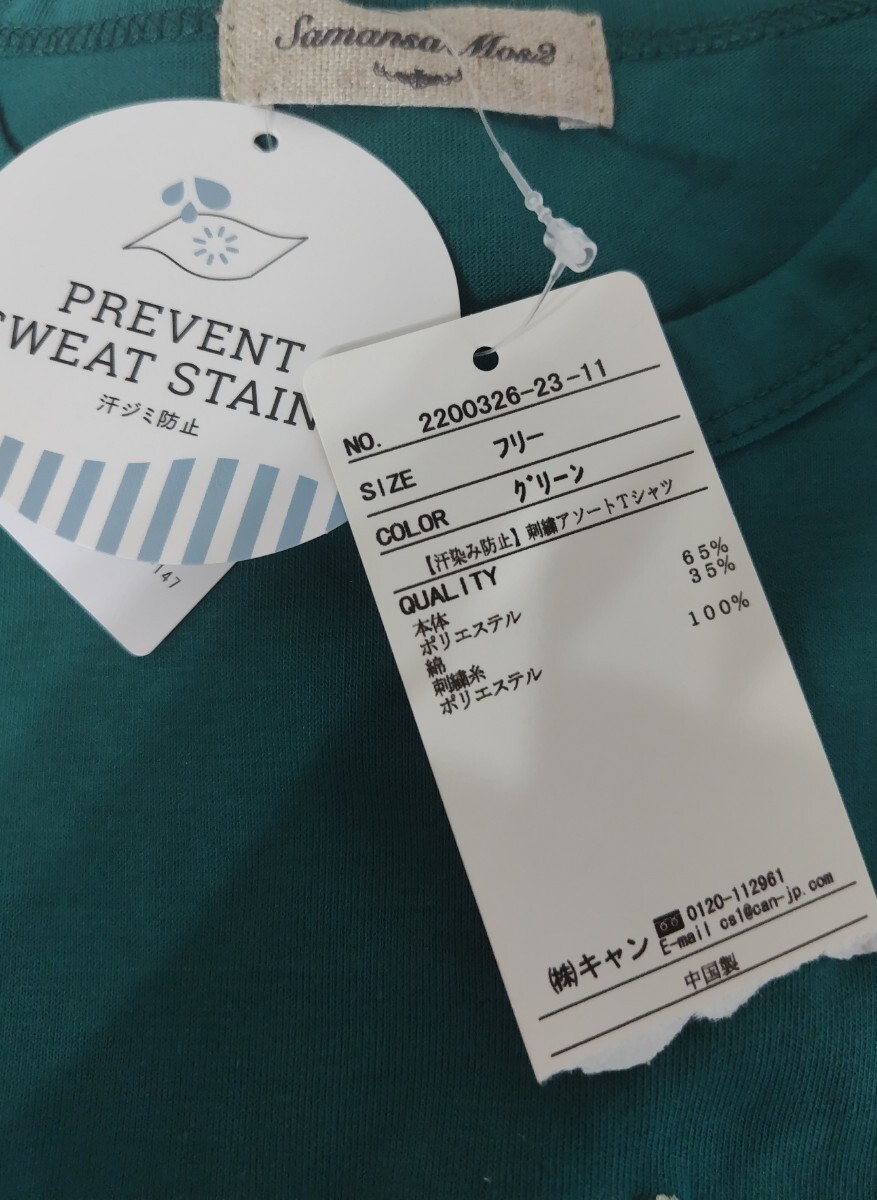 Samansa Mos2
PREVENT
SWEAT STAIN
汗ジミ防止
147
NO. 2200326-23-11
SIZE フリー
COLOR グリーン
【汗染み防止】刺繍アソートTシャツ
QUALITY
本体
ポリエステル 65%
綿 35%
刺繍糸
ポリエステル 100%
㈱キャン 0120-112961
E-mail cs1@can-jp.com
中国製